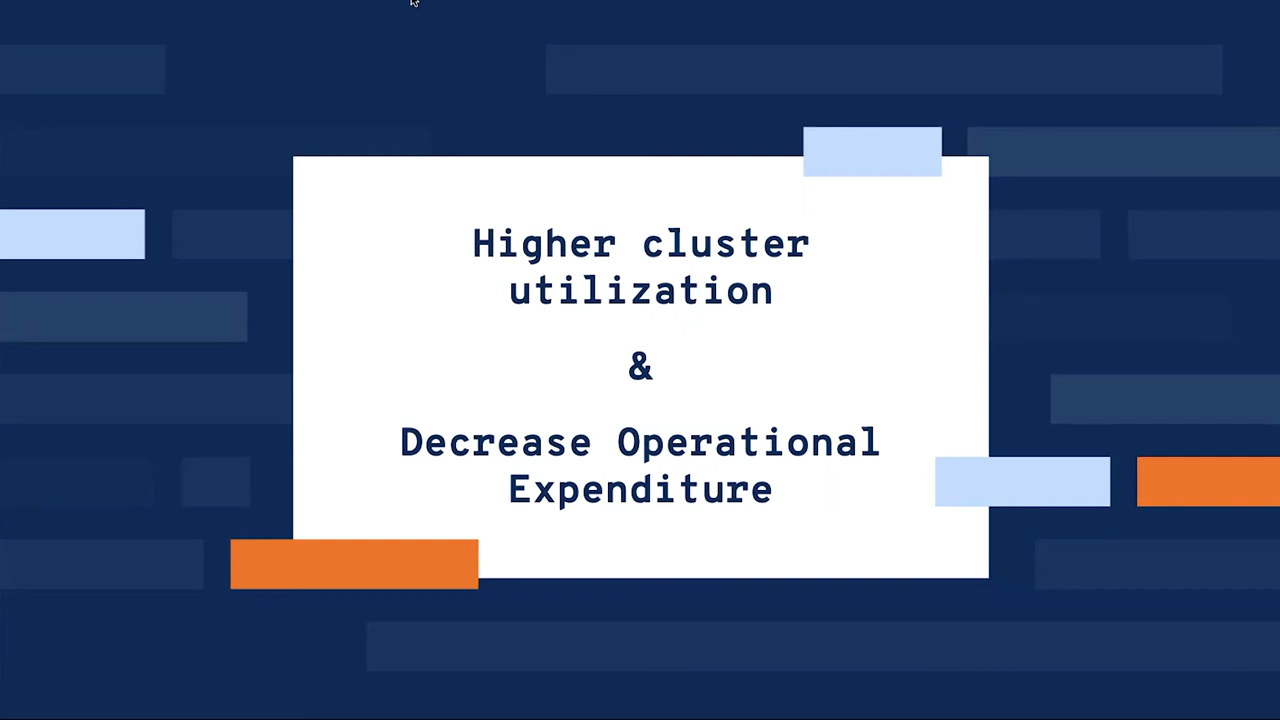 Higher cluster
utilization
&
Decrease Operational
Expenditure